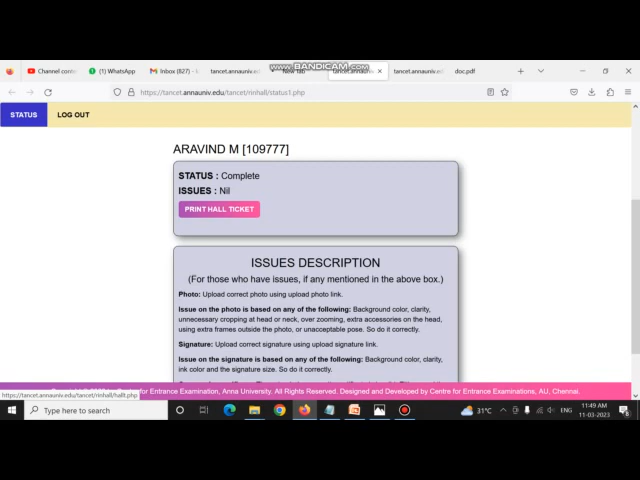 www.BANDICAM.com
Channel conte
(1) WhatsApp
Inbox (827) -
tancet.annauniv.ed
New Tab
tancet.annauniv.e
tancet.annauniv.ed
doc.pdf
https://tancet.annauniv.edu/tancet/rinhall/status1.php
STATUS
LOG OUT
ARAVIND M [109777]
STATUS : Complete
ISSUES : Nil
PRINT HALL TICKET
ISSUES DESCRIPTION
(For those who have issues, if any mentioned in the above box.)
Photo: Upload correct photo using upload photo link.
Issue on the photo is based on any of the following: Background color, clarity,
unnecessary cropping at head or neck, over zooming, extra accessories on the head,
using extra frames outside the photo, or unacceptable pose. So do it correctly.
Signature: Upload correct signature using upload signature link.
Issue on the signature is based on any of the following: Background color, clarity,
ink color and the signature size. So do it correctly.
for Entrance Examination, Anna University. All Rights Reserved. Designed and Developed by Centre for Entrance Examinations, AU, Chennai.
https://tancet.annauniv.edu/tancet/rinhall/hallt.php
Type here to search
31°C
ENG
11:49 AM
11-03-2023